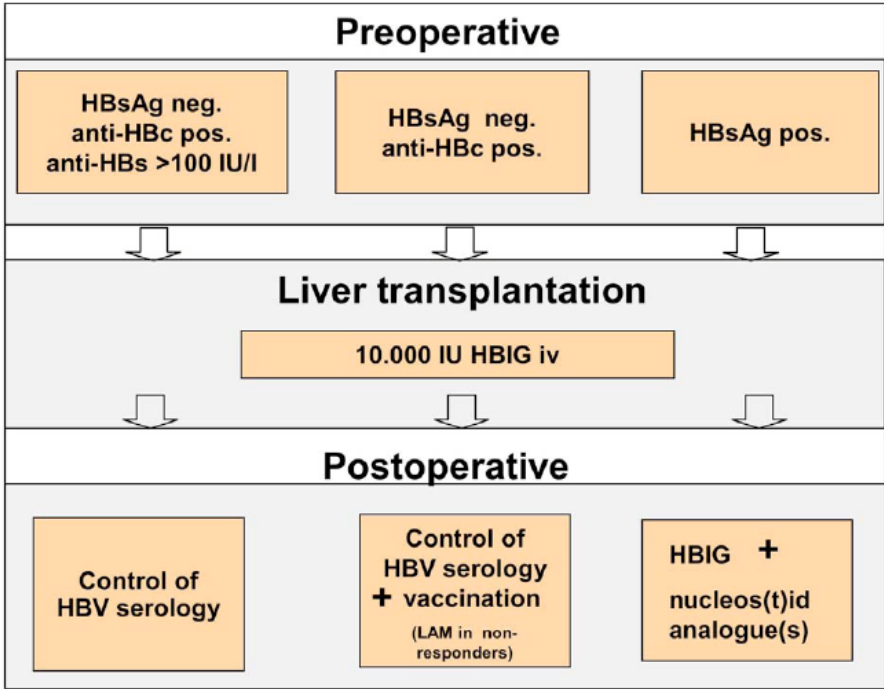 Preoperative
HBsAg neg.
anti-HBc pos.
anti-HBs >100 IU/l
HBsAg neg.
anti-HBc pos.
HBsAg pos.
Liver transplantation
10.000 IU HBIG iv
Postoperative
Control of
HBV serology
Control of
HBV serology
+ vaccination
(LAM in non-
responders)
HBIG +
nucleos(t)id
analogue(s)